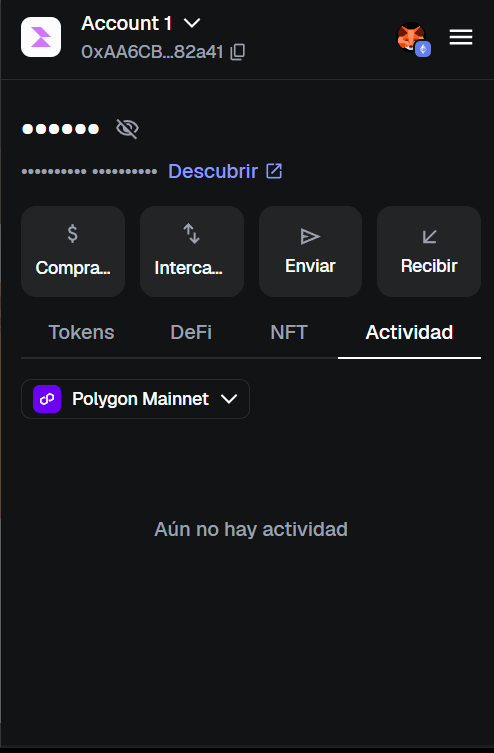 Account 1
0xAA6CB...82a41
•••••• 
•••••••••• •••••••••• Descubrir
$
Compra...
Interca...
Enviar
Recibir
Tokens DeFi NFT Actividad
Polygon Mainnet
Aún no hay actividad